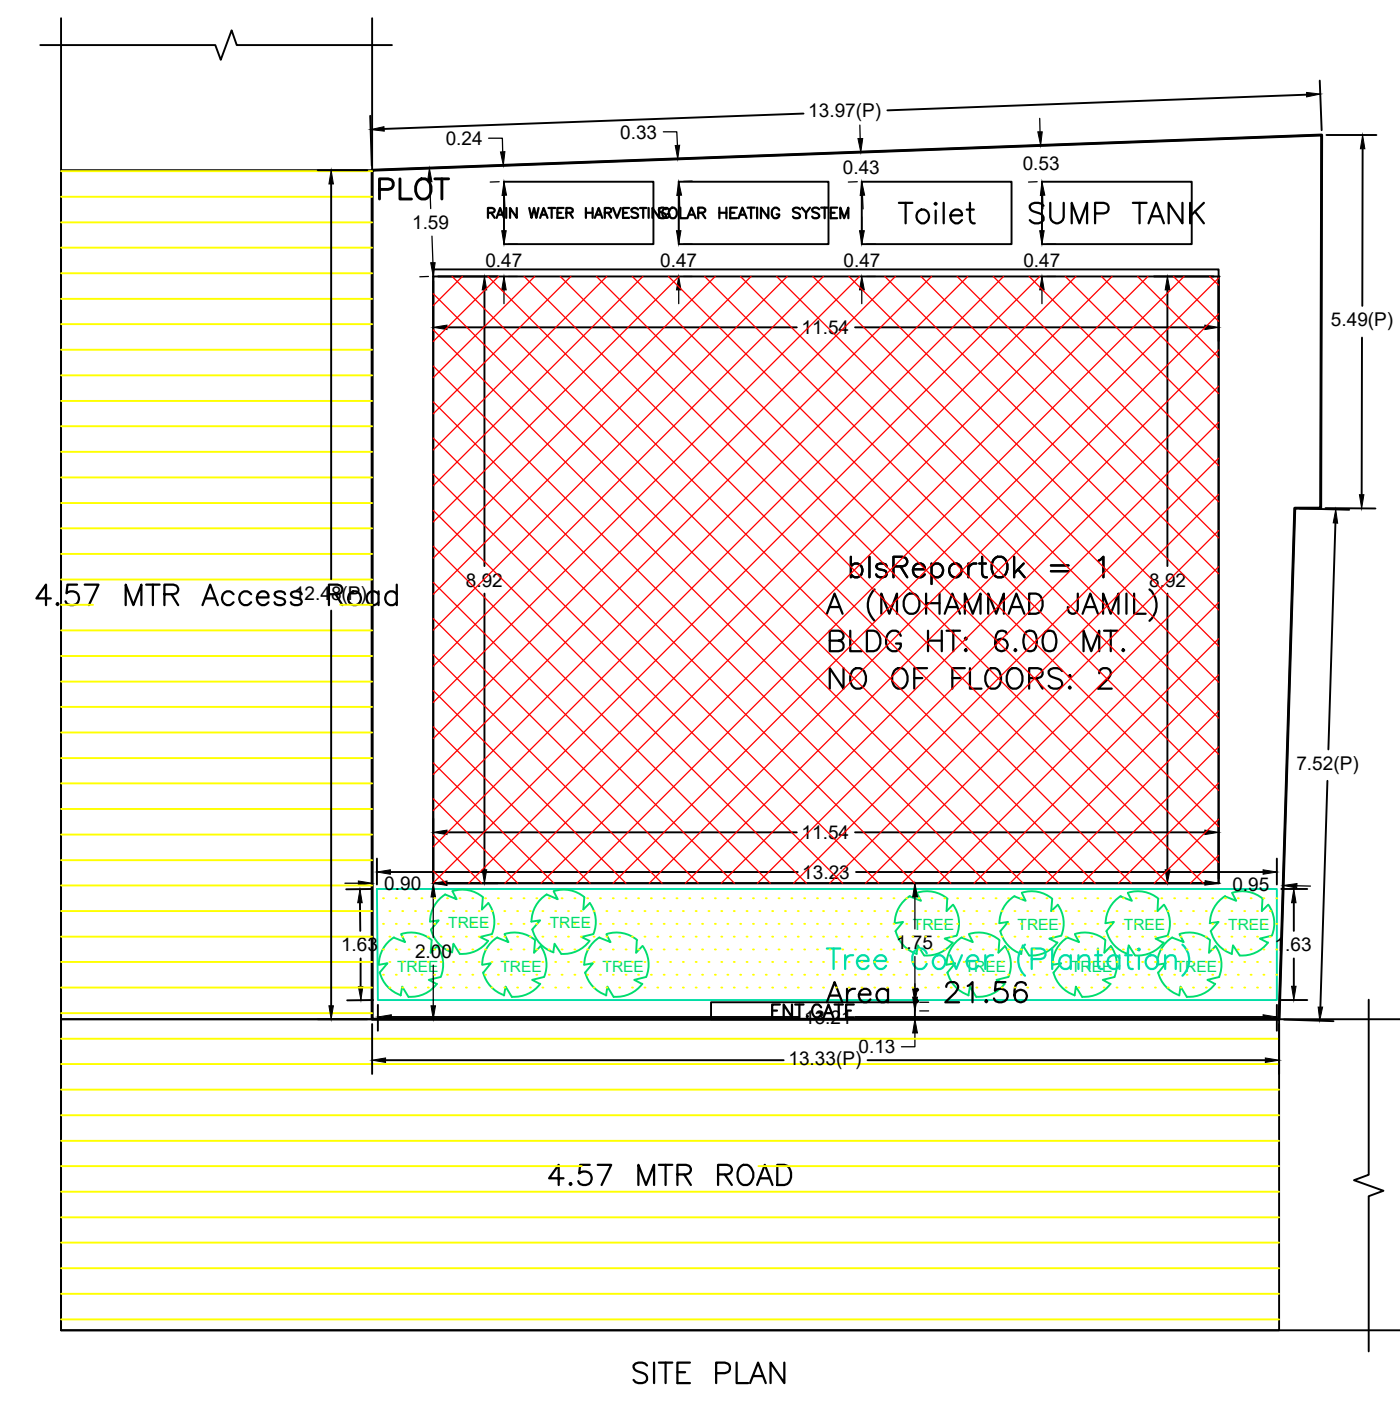 13.97(P)
0.24
0.33
0.43
0.53
PLOT
1.59
RAIN WATER HARVESTING
SOLAR HEATING SYSTEM
Toilet
SUMP TANK
0.47
0.47
0.47
0.47
11.54
5.49(P)
8.92
8.92
bIsReportOk = 1
4.57 MTR Access Road
12.48(P)
A (MOHAMMAD JAMIL)
BLDG HT: 6.00 MT.
NO OF FLOORS: 2
7.52(P)
11.54
13.23
0.90
0.95
TREE
TREE
TREE
TREE
TREE
TREE
1.63
2.00
1.75
1.63
Tree Cover (Plantation)
TREE
TREE
TREE
TREE
TREE
TREE
Area 21.56
ENT.GATE
13.21
0.13
13.33(P)
4.57 MTR ROAD
SITE PLAN